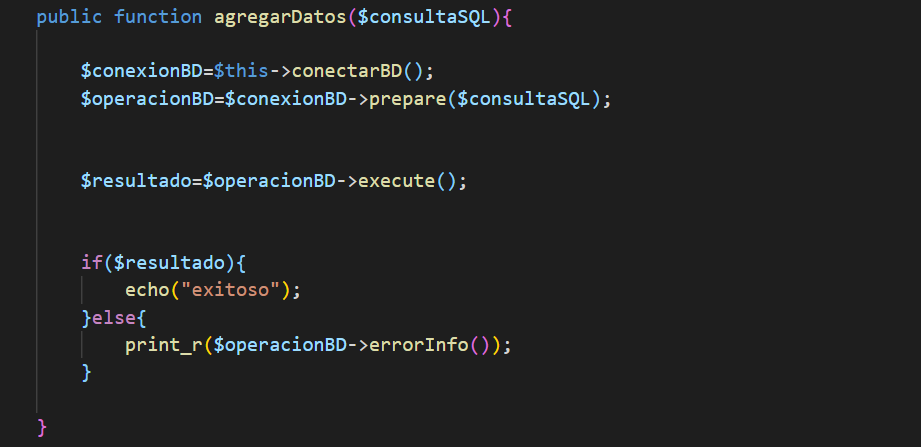 public function agregarDatos($consultaSQL){
$conexionBD=$this->conectarBD();
$operacionBD=$conexionBD->prepare($consultaSQL);
$resultado=$operacionBD->execute();
if($resultado){
echo("exitoso");
}else{
print_r($operacionBD->errorInfo());
}
}